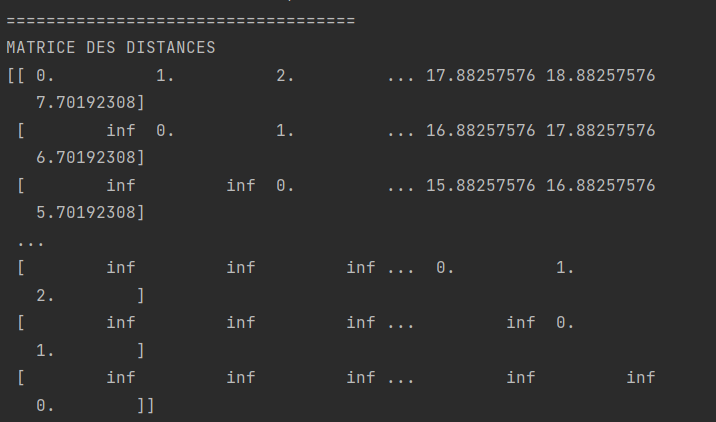 ===================================
MATRICE DES DISTANCES
[[ 0.          1.          2.         ... 17.88257576 18.88257576
   7.70192308]
 [        inf  0.          1.         ... 16.88257576 17.88257576
   6.70192308]
 [        inf         inf  0.         ... 15.88257576 16.88257576
   5.70192308]
 ...
 [        inf         inf         inf ...  0.          1.
   2.        ]
 [        inf         inf         inf ...         inf  0.
   1.        ]
 [        inf         inf         inf ...         inf         inf
   0.        ]]